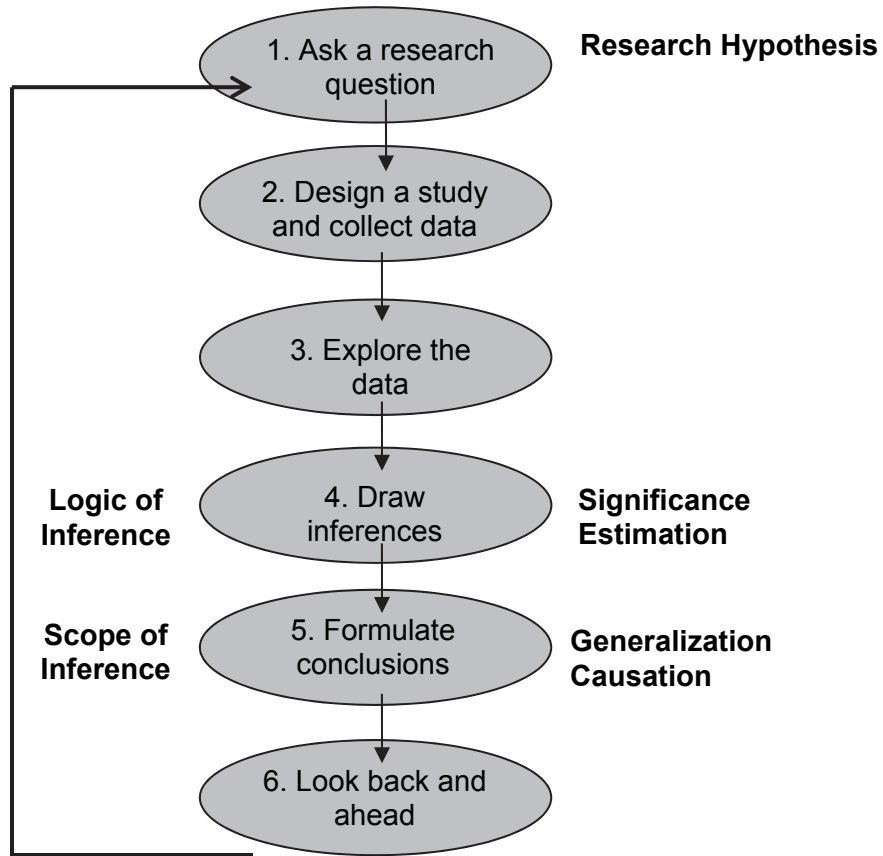 1. Ask a research
question
Research Hypothesis
2. Design a study
and collect data
3. Explore the
data
Logic of
Inference
4. Draw
inferences
Significance
Estimation
Scope of
Inference
5. Formulate
conclusions
Generalization
Causation
6. Look back and
ahead